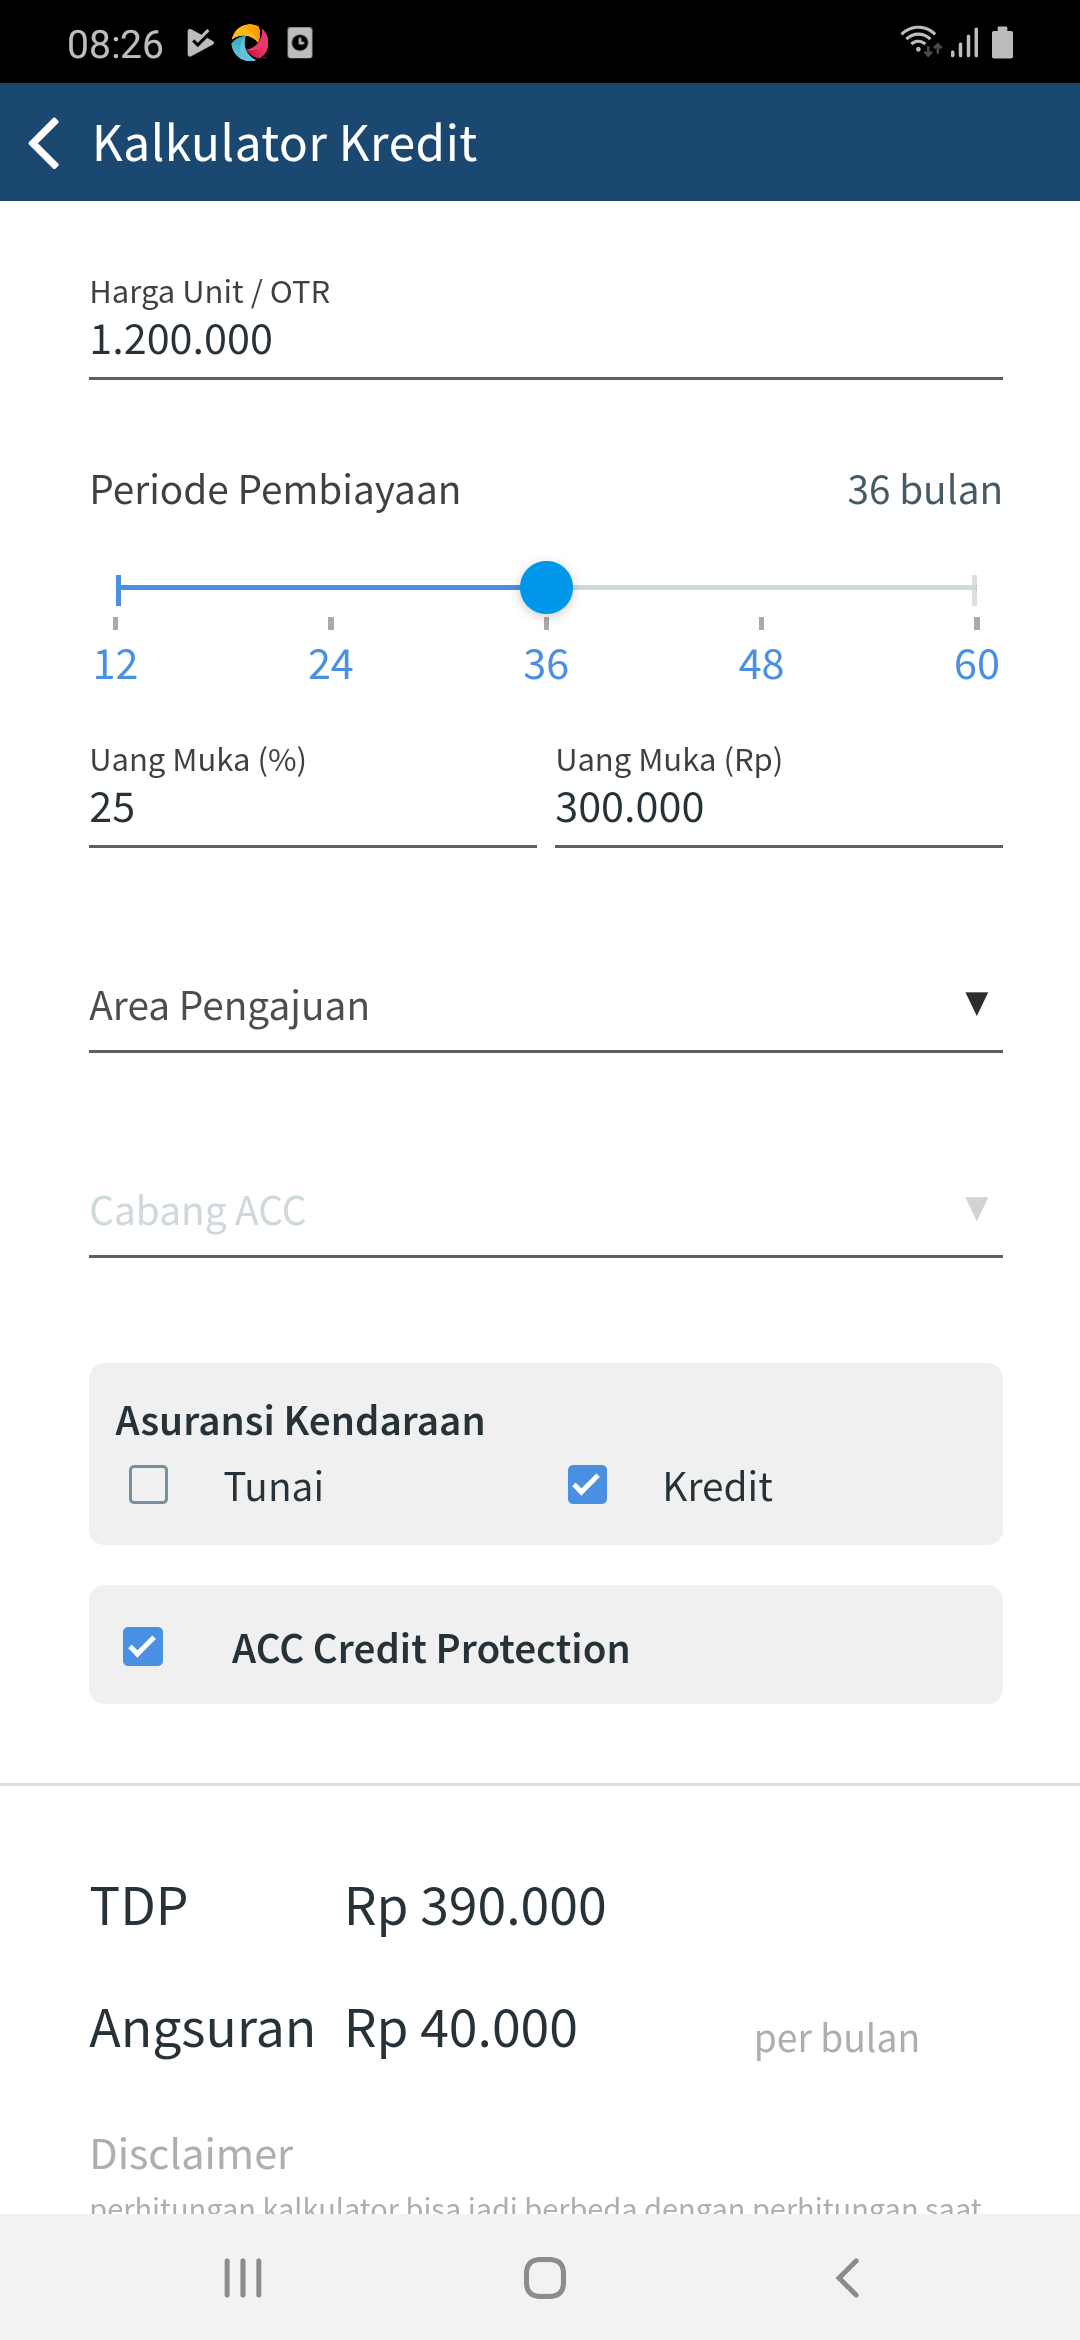 08:26
Kalkulator Kredit
Harga Unit / OTR
1.200.000
Periode Pembiayaan 36 bulan
12 24 36 48 60
Uang Muka (%) Uang Muka (Rp)
25 300.000
Area Pengajuan
Cabang ACC
Asuransi Kendaraan
Tunai Kredit
ACC Credit Protection
TDP Rp 390.000
Angsuran Rp 40.000 per bulan
Disclaimer
perhitungan kalkulator bisa jadi berbeda dengan perhitungan saat